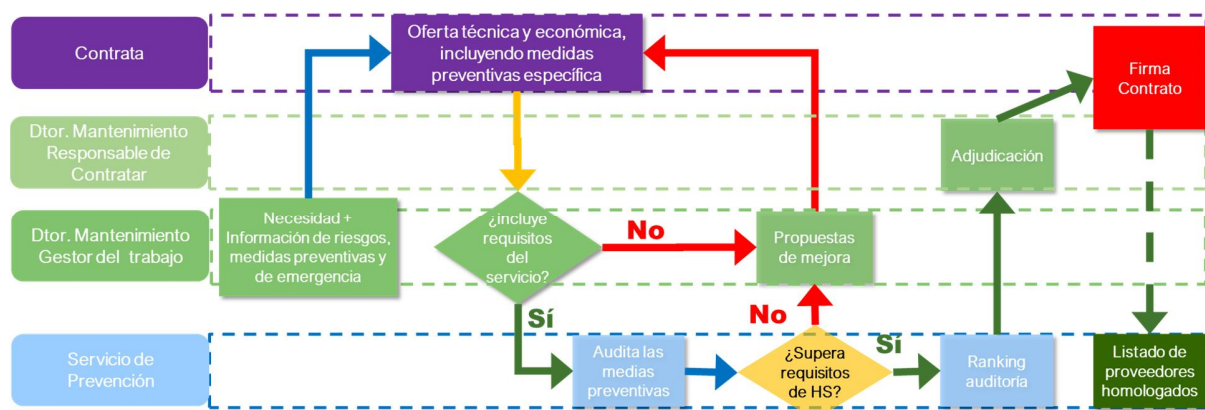 Contrata
Oferta técnica y económica,
incluyendo medidas
preventivas específica
Firma
Contrato
Dtor. Mantenimiento
Responsable de
Contratar
Adjudicación
Dtor. Mantenimiento
Gestor del trabajo
Necesidad +
Información de riesgos,
medidas preventivas y
de emergencia
¿incluye
requisitos
del
servicio?
No
Propuestas
de mejora
Sí
No
Servicio de
Prevención
Audita las
medias
preventivas
¿Supera
requisitos
de HS?
Sí
Ranking
auditoría
Listado de
proveedores
homologados